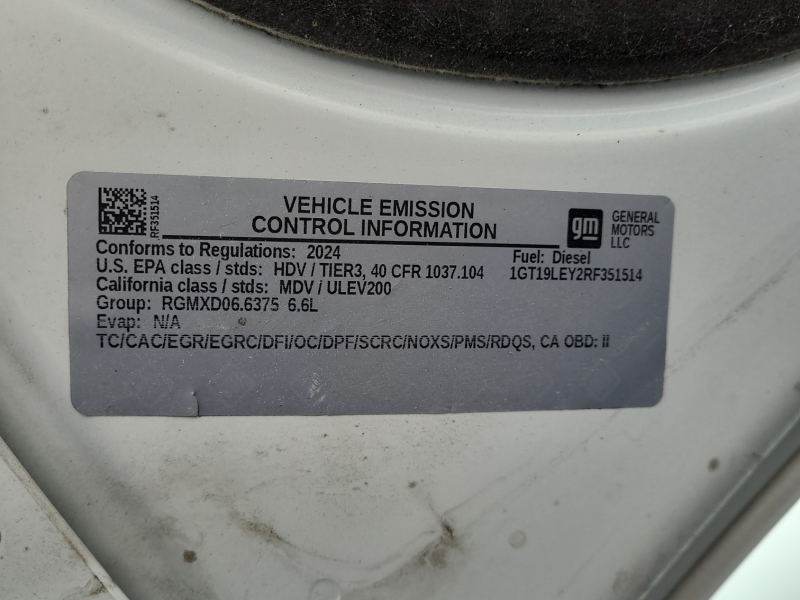 RF351514
VEHICLE EMISSION
CONTROL INFORMATION
gm
GENERAL
MOTORS
LLC
Conforms to Regulations: 2024
Fuel: Diesel
U.S. EPA class / stds: HDV / TIER3, 40 CFR 1037.104
1GT19LEY2RF351514
California class / stds: MDV / ULEV200
Group: RGMXD06.6375 6.6L
Evap: N/A
TC/CAC/EGR/EGRC/DFI/OC/DPF/SCRC/NOXS/PMS/RDQS, CA OBD: II